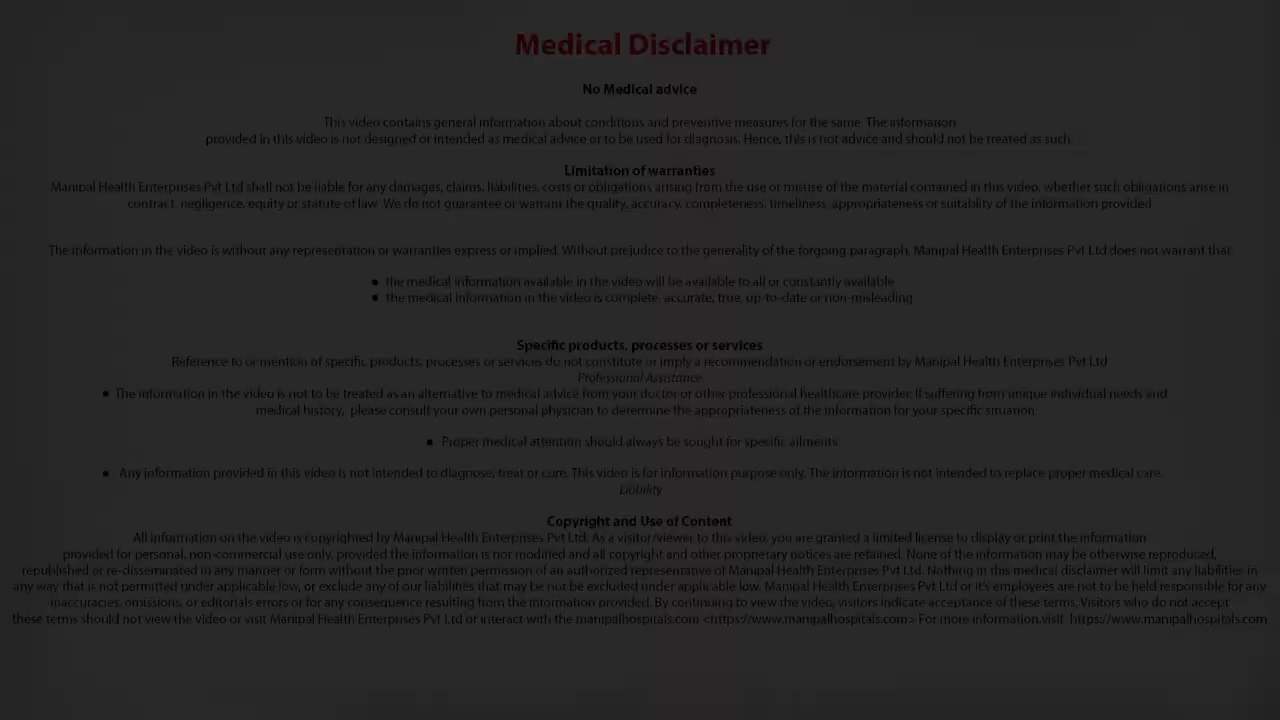 Medical Disclaimer
No Medical advice
This video contains general information about conditions and preventive measures for the same. The information
provided in this video is not designed or intended as medical advice or to be used for diagnosis. Hence, this is not advice and should not be treated as such.
Limitation of warranties
Manipal Health Enterprises Pvt Ltd shall not be liable for any damages, claims, liabilities, costs or obligations arising from the use or misuse of the material contained in this video, whether such obligations arise in
contract, negligence, equity or statute of law. We do not guarantee or warrant the quality, accuracy, completeness, timeliness, appropriateness or suitablity of the information provided
The information in the video is without any representation or warranties express or implied. Without prejudice to the generality of the forgoing paragraph, Manipal Health Enterprises Pvt Ltd does not warrant that:
● the medical information available in the video will be available to all or constantly available
● the medical information in the video is complete, accurate, true, up-to-date or non-misleading
Specific products, processes or services
Reference to or mention of specific products, processes or services do not constitute or imply a recommendation or endorsement by Manipal Health Enterprises Pvt Ltd
Professional Assistance
● The information in the video is not to be treated as an alternative to medical advice from your doctor or other professional healthcare provider. If suffering from unique individual needs and
medical history, please consult your own personal physician to determine the appropriateness of the information for your specific situation
● Proper medical attention should always be sought for specific ailments.
● Any information provided in this video is not intended to diagnose, treat or cure. This video is for information purpose only. The information is not intended to replace proper medical care.
Liability
Copyright and Use of Content
All information on the video is copyrighted by Manipal Health Enterprises Pvt Ltd. As a visitor/viewer to this video, you are granted a limited license to display or print the information
provided for personal, non-commercial use only, provided the information is not modified and all copyright and other proprietary notices are retained. None of the information may be otherwise reproduced,
republished or re-disseminated in any manner or form without the prior written permission of an authorized representative of Manipal Health Enterprises Pvt Ltd. Nothing in this medical disclaimer will limit any liabilities in
any way that is not permitted under applicable low, or exclude any of our liabilities that may be not be excluded under applicable low. Manipal Health Enterprises Pvt Ltd or it's employees are not to be held responsible for any
inaccuracies, omissions, or editorials errors or for any consequence resulting from the information provided. By continuing to view the video, visitors indicate acceptance of these terms. Visitors who do not accept
these terms should not view the video or visit Manipal Health Enterprises Pvt Ltd or interact with the manipalhospitals.com <https://www.manipalhospitals.com> For more information.visit https://www.manipalhospitals.com